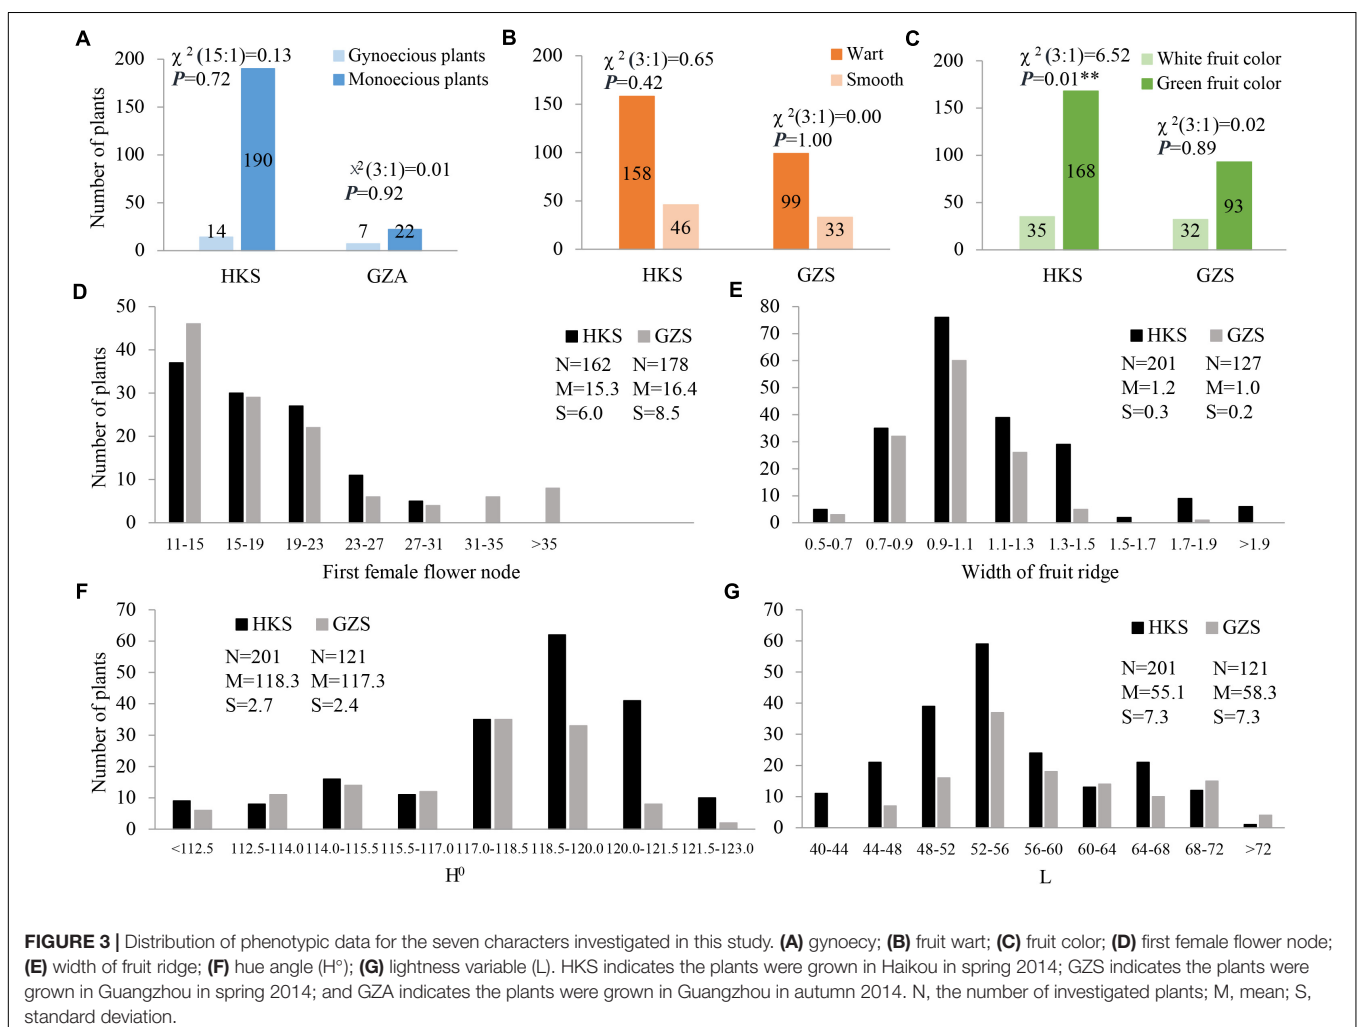 A
χ² (15:1)=0.13
P=0.72
Gynoecious plants
Monoecious plants
Number of plants
200
150
100
50
0
14
190
χ²(3:1)=0.01
P=0.92
7
22
HKS
GZA
B
χ²(3:1)=0.65
P=0.42
Wart
Smooth
200
150
100
50
0
158
46
χ²(3:1)=0.00
P=1.00
99
33
HKS
GZS
C
χ²(3:1)=6.52
P=0.01**
White fruit color
Green fruit color
200
150
100
50
0
35
168
χ²(3:1)=0.02
P=0.89
32
93
HKS
GZS
D
Number of plants
50
40
30
20
10
0
HKS GZS
N=162 N=178
M=15.3 M=16.4
S=6.0 S=8.5
11-15 15-19 19-23 23-27 27-31 31-35 >35
First female flower node
E
80
70
60
50
40
30
20
10
0
HKS GZS
N=201 N=127
M=1.2 M=1.0
S=0.3 S=0.2
0.5-0.7 0.7-0.9 0.9-1.1 1.1-1.3 1.3-1.5 1.5-1.7 1.7-1.9 >1.9
Width of fruit ridge
F
Number of plants
70
60
50
40
30
20
10
0
HKS GZS
N=201 N=121
M=118.3 M=117.3
S=2.7 S=2.4
<112.5 112.5-114.0 114.0-115.5 115.5-117.0 117.0-118.5 118.5-120.0 120.0-121.5 121.5-123.0
H⁰
G
70
60
50
40
30
20
10
0
HKS GZS
N=201 N=121
M=55.1 M=58.3
S=7.3 S=7.3
40-44 44-48 48-52 52-56 56-60 60-64 64-68 68-72 >72
L
FIGURE 3 | Distribution of phenotypic data for the seven characters investigated in this study. (A) gynoecy; (B) fruit wart; (C) fruit color; (D) first female flower node;
(E) width of fruit ridge; (F) hue angle (H°); (G) lightness variable (L). HKS indicates the plants were grown in Haikou in spring 2014; GZS indicates the plants were
grown in Guangzhou in spring 2014; and GZA indicates the plants were grown in Guangzhou in autumn 2014. N, the number of investigated plants; M, mean; S,
standard deviation.